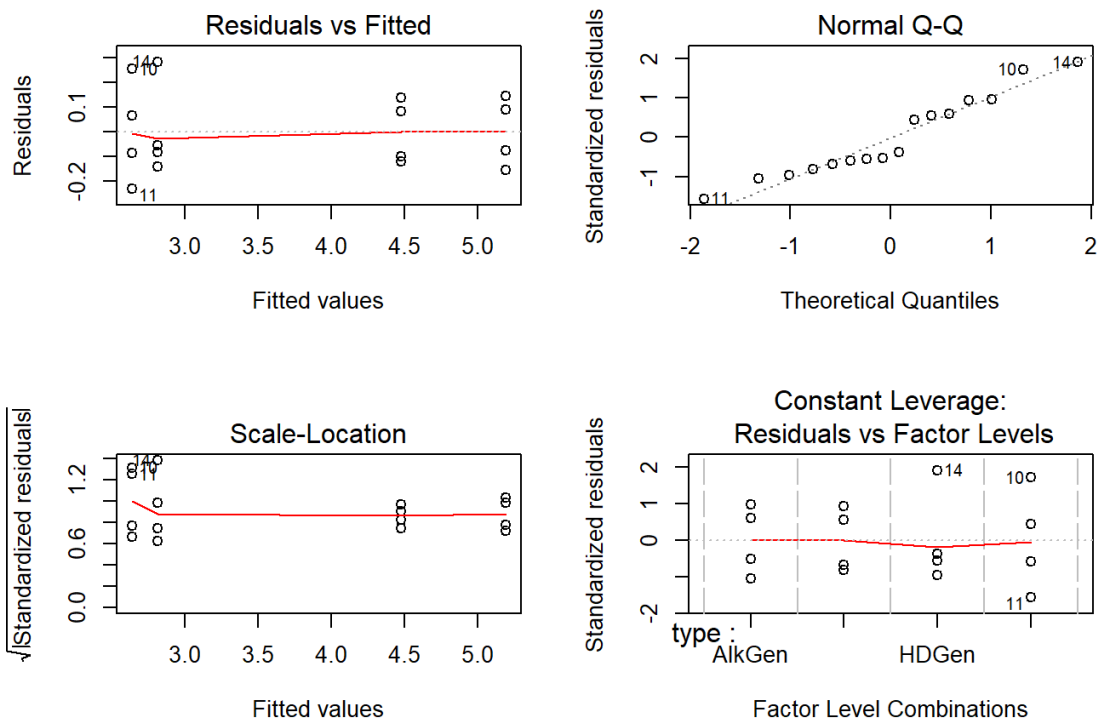 Residuals vs Fitted
Residuals
0.1
-0.2
14
10
11
3.0 3.5 4.0 4.5 5.0
Fitted values
Normal Q-Q
Standardized residuals
2
1
0
-1
10
14
11
-2 -1 0 1 2
Theoretical Quantiles
Scale-Location
√|Standardized residuals|
1.2
0.6
0.0
14
10
11
3.0 3.5 4.0 4.5 5.0
Fitted values
Constant Leverage:
Residuals vs Factor Levels
Standardized residuals
2
1
0
-2
14
10
11
type :
AlkGen HDGen
Factor Level Combinations